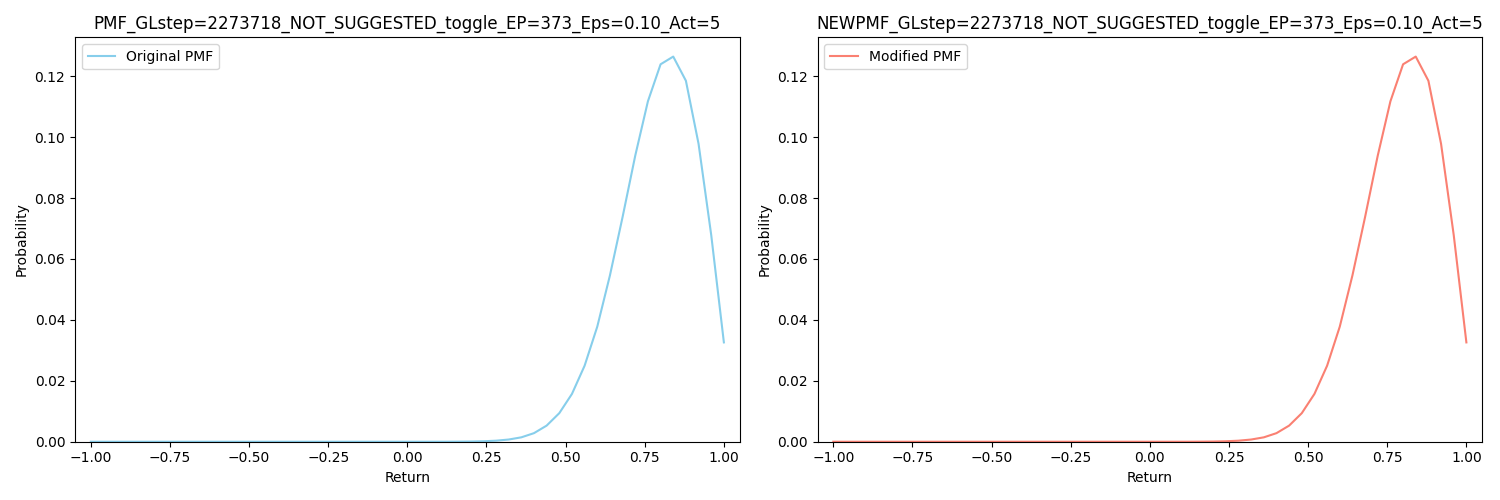 PMF_GLstep=2273718_NOT_SUGGESTED_toggle_EP=373_Eps=0.10_Act=5
Original PMF
0.12
0.10
0.08
0.06
0.04
0.02
0.00
Probability
−1.00 −0.75 −0.50 −0.25 0.00 0.25 0.50 0.75 1.00
Return
NEWPMF_GLstep=2273718_NOT_SUGGESTED_toggle_EP=373_Eps=0.10_Act=5
Modified PMF
0.12
0.10
0.08
0.06
0.04
0.02
0.00
Probability
−1.00 −0.75 −0.50 −0.25 0.00 0.25 0.50 0.75 1.00
Return